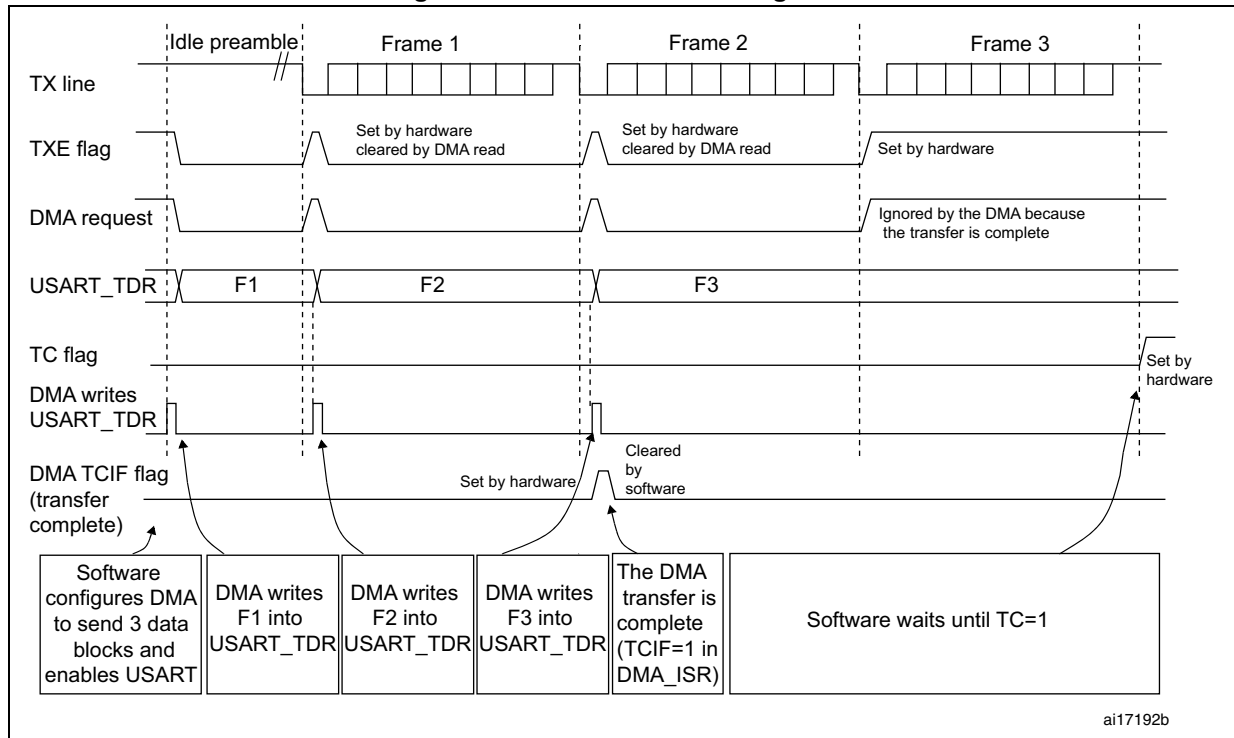 Idle preamble
Frame 1
Frame 2
Frame 3
TX line
TXE flag
Set by hardware
cleared by DMA read
Set by hardware
cleared by DMA read
Set by hardware
DMA request
Ignored by the DMA because
the transfer is complete
USART_TDR
F1
F2
F3
TC flag
Set by
hardware
DMA writes
USART_TDR
DMA TCIF flag
(transfer
complete)
Set by hardware
Cleared
by
software
Software
configures DMA
to send 3 data
blocks and
enables USART
DMA writes
F1 into
USART_TDR
DMA writes
F2 into
USART_TDR
DMA writes
F3 into
USART_TDR
The DMA
transfer is
complete
(TCIF=1 in
DMA_ISR)
Software waits until TC=1
ai17192b